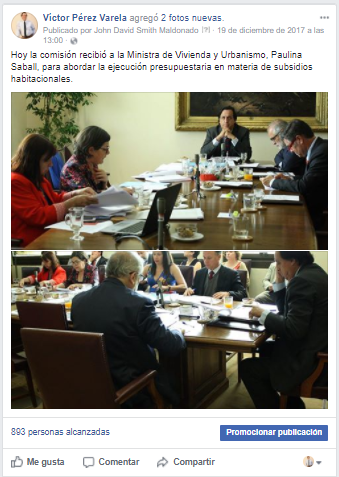 Víctor Pérez Varela agregó 2 fotos nuevas.
Publicado por John David Smith Maldonado [?] · 19 de diciembre de 2017 a
las 13:00 ·
Hoy la comisión recibió a la Ministra de Vivienda y Urbanismo, Paulina
Saball, para abordar la ejecución presupuestaria en materia de subsidios
habitacionales.
893 personas alcanzadas
Promocionar publicación
Me gusta Comentar Compartir